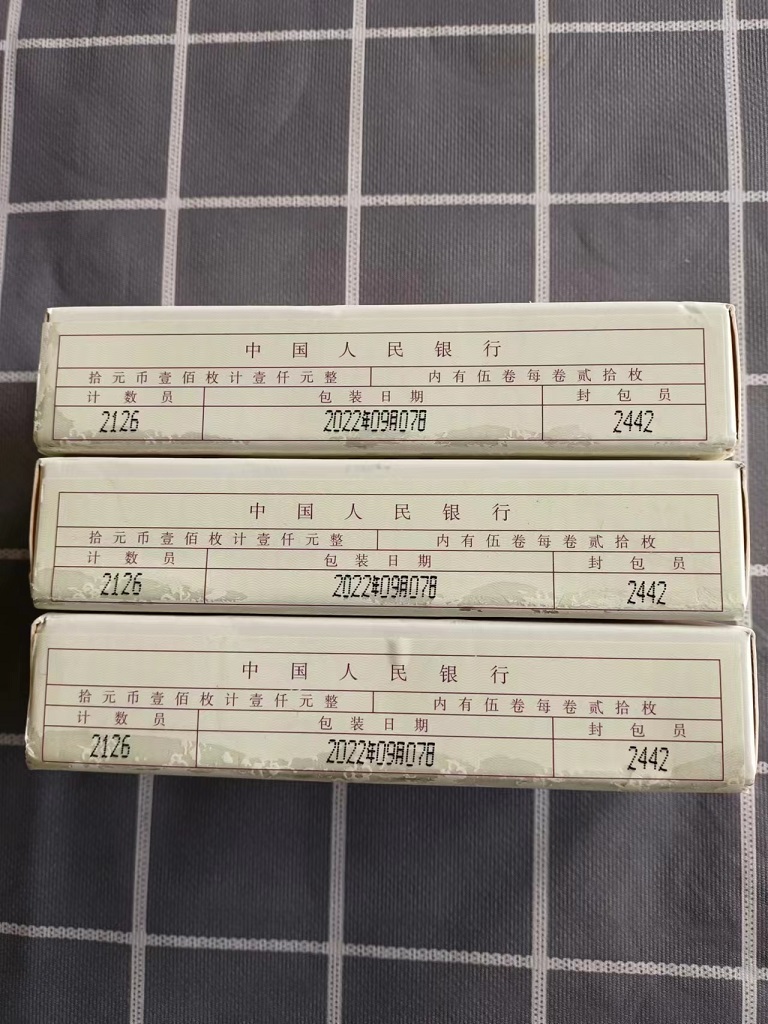 中国人民银行
拾元币壹佰枚计壹仟元整 内有伍卷每卷贰拾枚
计数员 包装日期 封包员
2126 2022年09月07日 2442
中国人民银行
拾元币壹佰枚计壹仟元整 内有伍卷每卷贰拾枚
计数员 包装日期 封包员
2126 2022年09月07日 2442
中国人民银行
拾元币壹佰枚计壹仟元整 内有伍卷每卷贰拾枚
计数员 包装日期 封包员
2126 2022年09月07日 2442